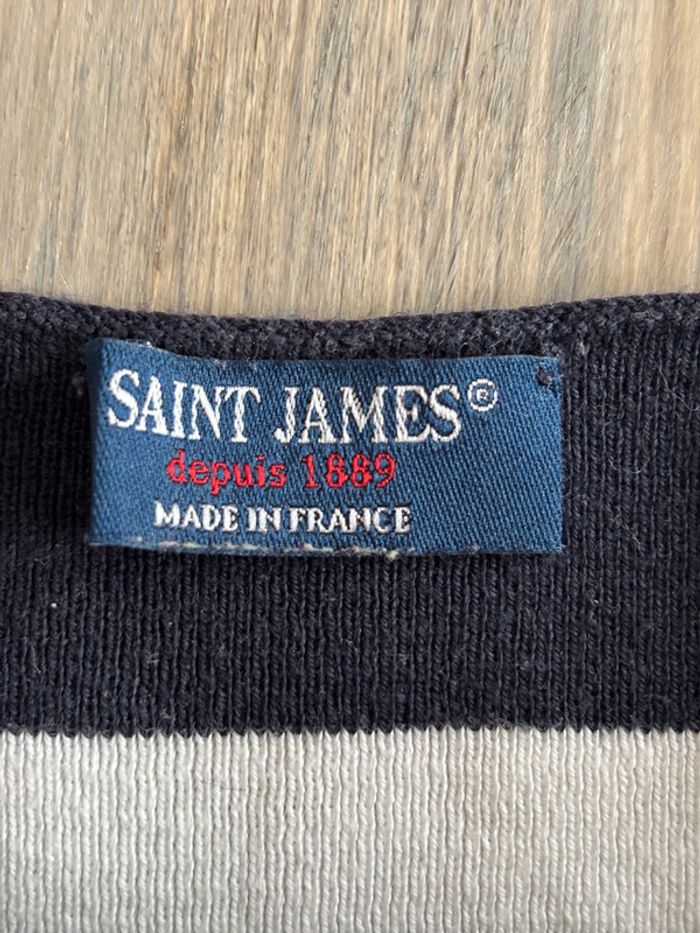 SAINT JAMES®
depuis 1889
MADE IN FRANCE